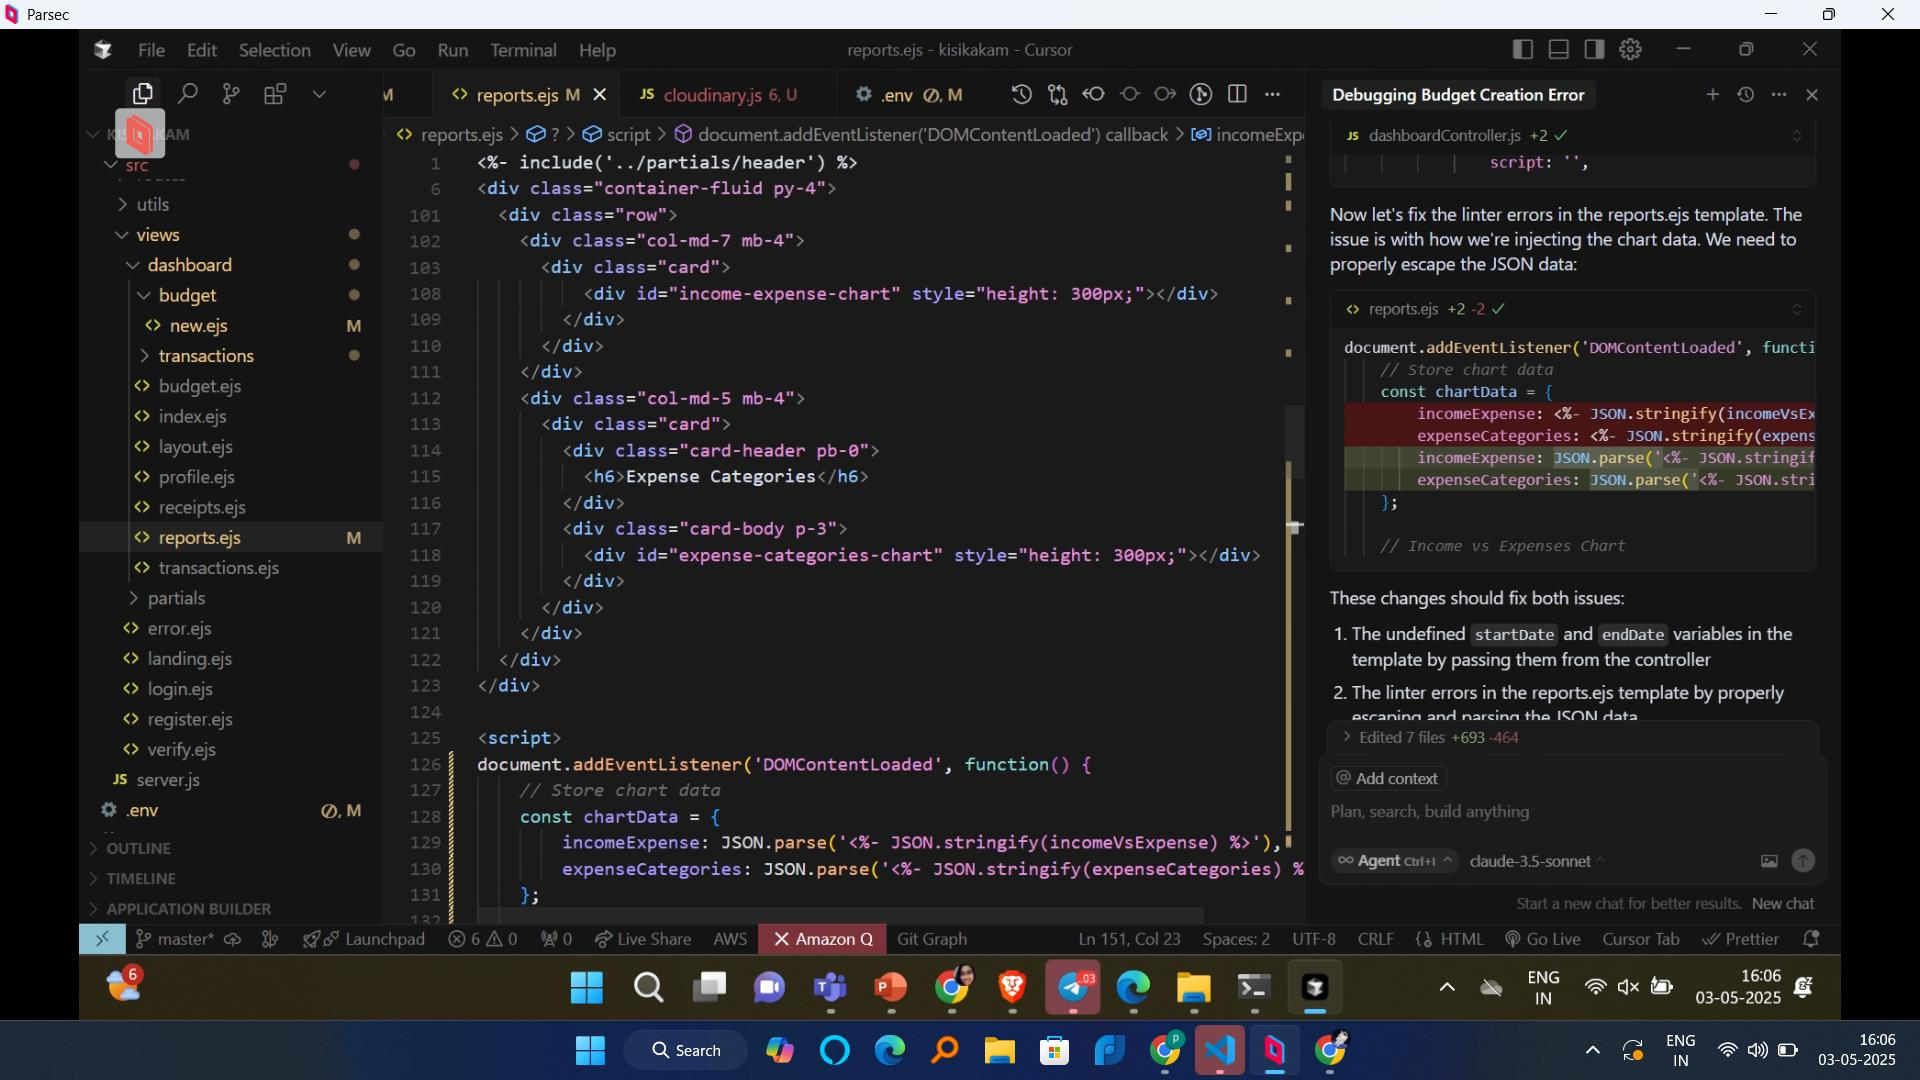 Parsec
File Edit Selection View Go Run Terminal Help
reports.ejs - kisikakam - Cursor
M
reports.ejs M
JS cloudinary.js 6, U
.env M
Debugging Budget Creation Error
reports.ejs > ? > script > document.addEventListener('DOMContentLoaded') callback > incomeExp
src
utils
views
dashboard
budget
new.ejs M
transactions
budget.ejs
index.ejs
layout.ejs
profile.ejs
receipts.ejs
reports.ejs M
transactions.ejs
partials
error.ejs
landing.ejs
login.ejs
register.ejs
verify.ejs
JS server.js
.env M
OUTLINE
TIMELINE
APPLICATION BUILDER
1 <%- include('../partials/header') %>
6 <div class="container-fluid py-4">
101 <div class="row">
102 <div class="col-md-7 mb-4">
103 <div class="card">
108 <div id="income-expense-chart" style="height: 300px;"></div>
109 </div>
110 </div>
111 </div>
112 <div class="col-md-5 mb-4">
113 <div class="card">
114 <div class="card-header pb-0">
115 <h6>Expense Categories</h6>
116 </div>
117 <div class="card-body p-3">
118 <div id="expense-categories-chart" style="height: 300px;"></div>
119 </div>
120 </div>
121 </div>
122 </div>
123 </div>
124
125 <script>
126 document.addEventListener('DOMContentLoaded', function() {
127 // Store chart data
128 const chartData = {
129 incomeExpense: JSON.parse('<%- JSON.stringify(incomeVsExpense) %>'),
130 expenseCategories: JSON.parse('<%- JSON.stringify(expenseCategories) %
131 };
132
JS dashboardController.js +2
script: '',
Now let's fix the linter errors in the reports.ejs template. The
issue is with how we're injecting the chart data. We need to
properly escape the JSON data:
reports.ejs +2 -2
document.addEventListener('DOMContentLoaded', functi
// Store chart data
const chartData = {
incomeExpense: <%- JSON.stringify(incomeVsEx
expenseCategories: <%- JSON.stringify(expens
incomeExpense: JSON.parse('<%- JSON.stringif
expenseCategories: JSON.parse('<%- JSON.stri
};
// Income vs Expenses Chart
These changes should fix both issues:
1. The undefined startDate and endDate variables in the
template by passing them from the controller
2. The linter errors in the reports.ejs template by properly
escaping and parsing the JSON data
Edited 7 files +693 -464
@ Add context
Plan, search, build anything
∞ Agent Ctrl+I claude-3.5-sonnet
Start a new chat for better results. New chat
master* Launchpad 6 0 0 Live Share AWS Amazon Q Git Graph Ln 151, Col 23 Spaces: 2 UTF-8 CRLF HTML Go Live Cursor Tab Prettier
6
03
ENG
IN
16:06
03-05-2025
Search
P
ENG
IN
16:06
03-05-2025